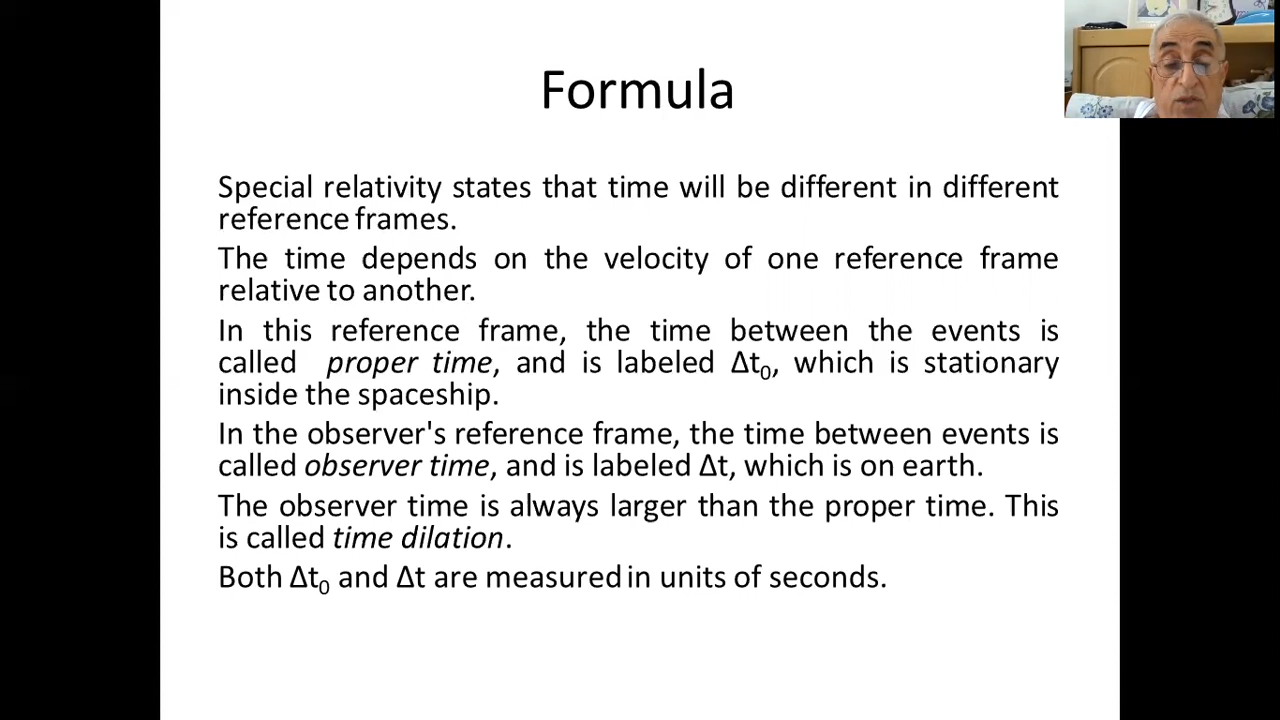 Formula
Special relativity states that time will be different in different
reference frames.
The time depends on the velocity of one reference frame
relative to another.
In this reference frame, the time between the events is
called proper time, and is labeled Δt₀, which is stationary
inside the spaceship.
In the observer's reference frame, the time between events is
called observer time, and is labeled Δt, which is on earth.
The observer time is always larger than the proper time. This
is called time dilation.
Both Δt₀ and Δt are measured in units of seconds.